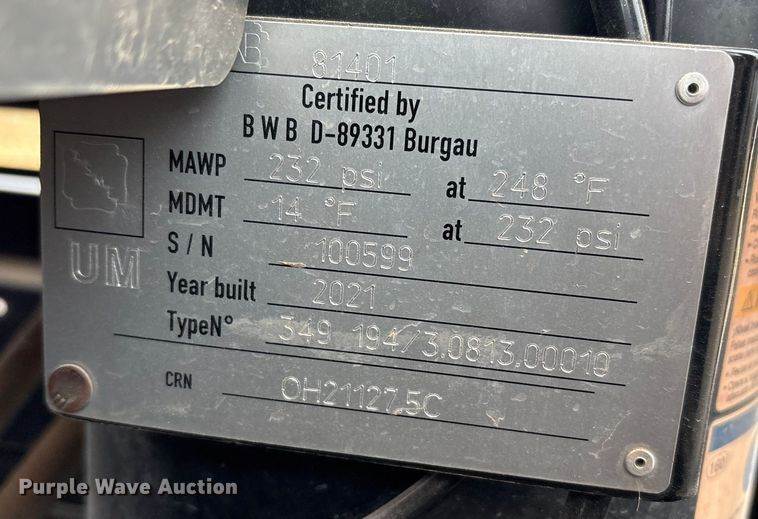 81401
Certified by
B W B D-89331 Burgau
MAWP 232 psi at 248 °F
MDMT -14 °F at 232 psi
S / N 100599
Year built 2021
TypeN° 349 194/3.0813.00010
CRN OH21127.5C
UM
Purple Wave Auction